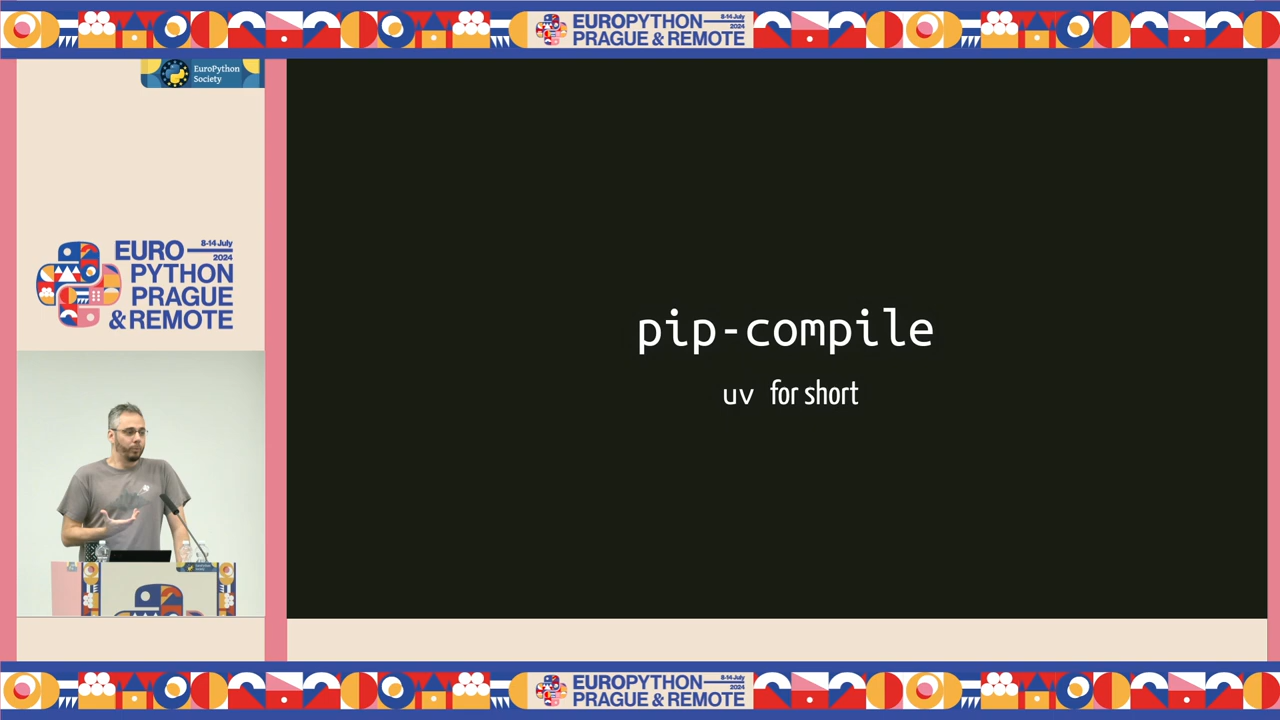 EUROPYTHON 8-14 July
PRAGUE & REMOTE 2024
EuroPython
Society
EURO 8-14 July
PYTHON 2024
PRAGUE
& REMOTE
pip-compile
uv for short
EUROPYTHON 8-14 July
PRAGUE & REMOTE 2024